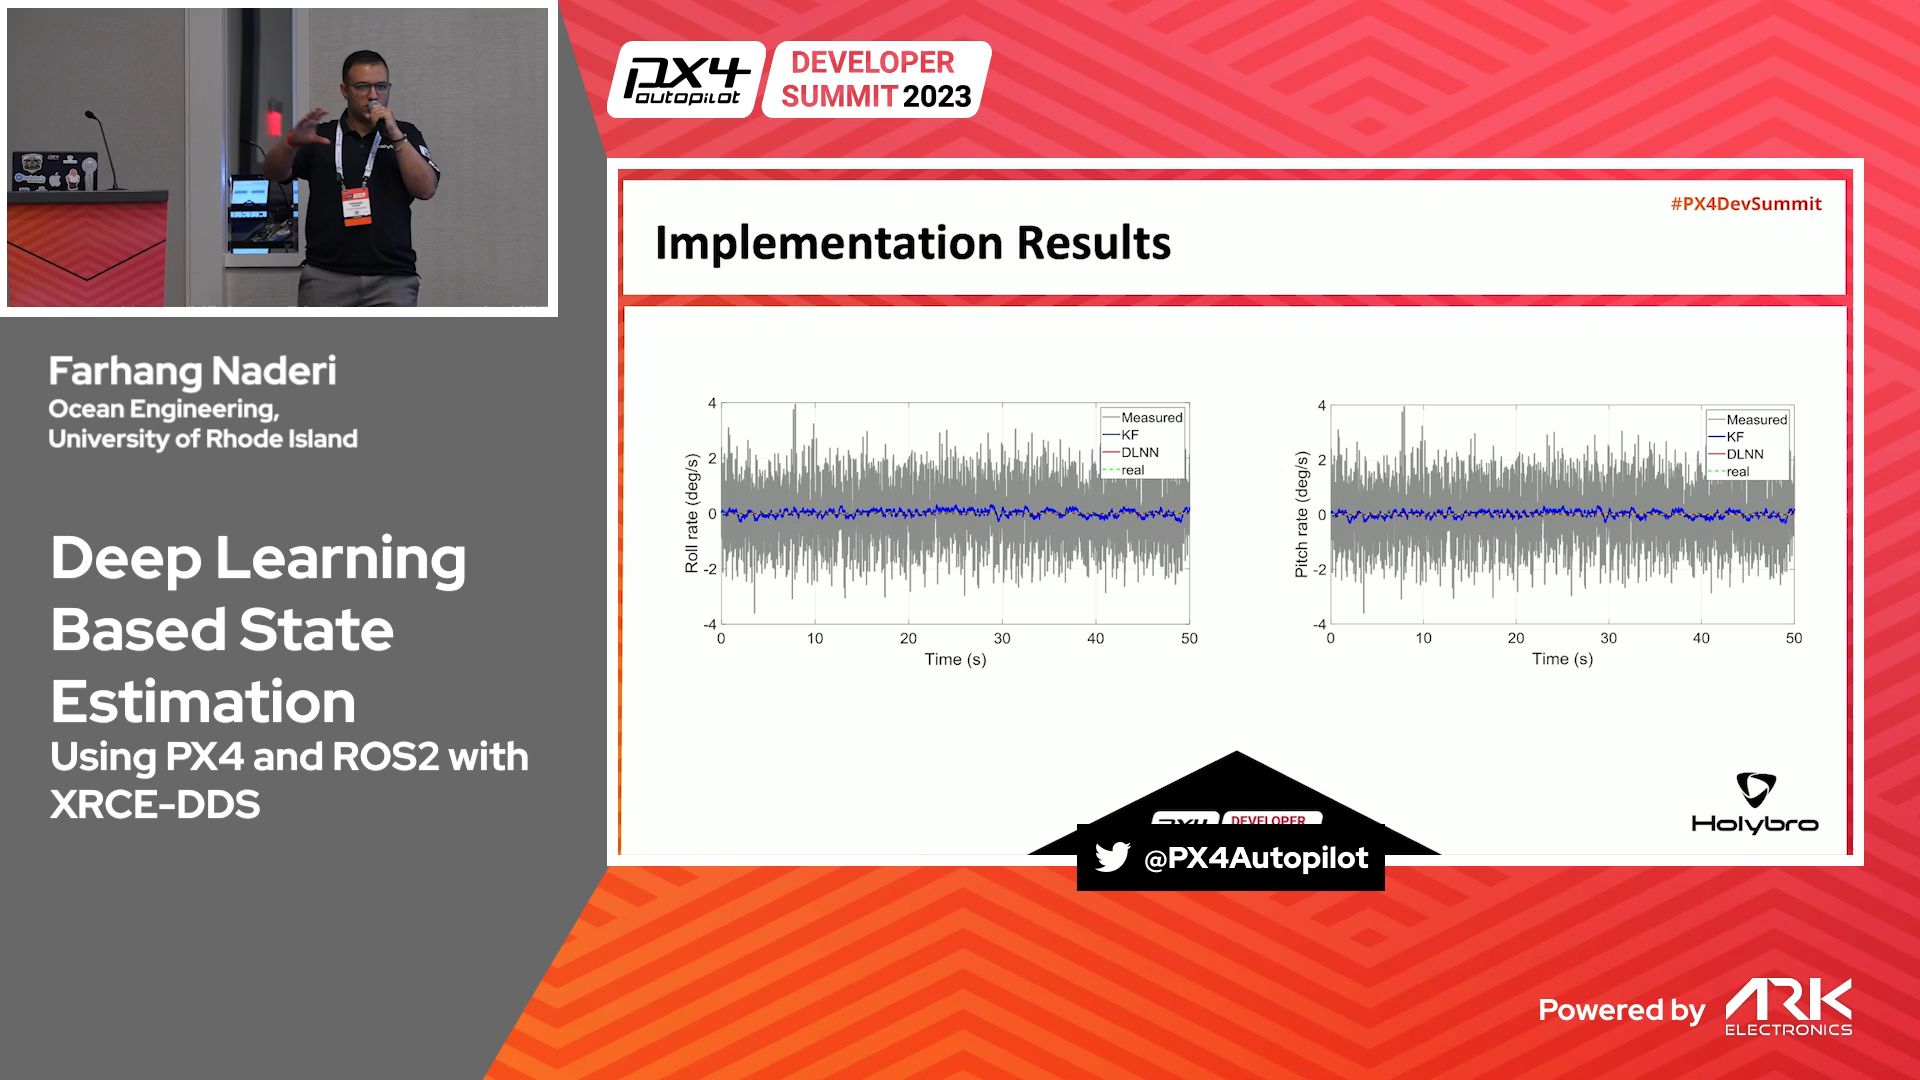 PX4
autopilot
DEVELOPER
SUMMIT 2023
#PX4DevSummit
Implementation Results
Farhang Naderi
Ocean Engineering,
University of Rhode Island
Deep Learning
Based State
Estimation
Using PX4 and ROS2 with
XRCE-DDS
Roll rate (deg/s)
4
2
0
-2
-4
0 10 20 30 40 50
Time (s)
Measured
KF
DLNN
real
Pitch rate (deg/s)
4
2
0
-2
-4
0 10 20 30 40 50
Time (s)
Measured
KF
DLNN
real
Holybro
DEVELOPER
@PX4Autopilot
Powered by
ARK
ELECTRONICS